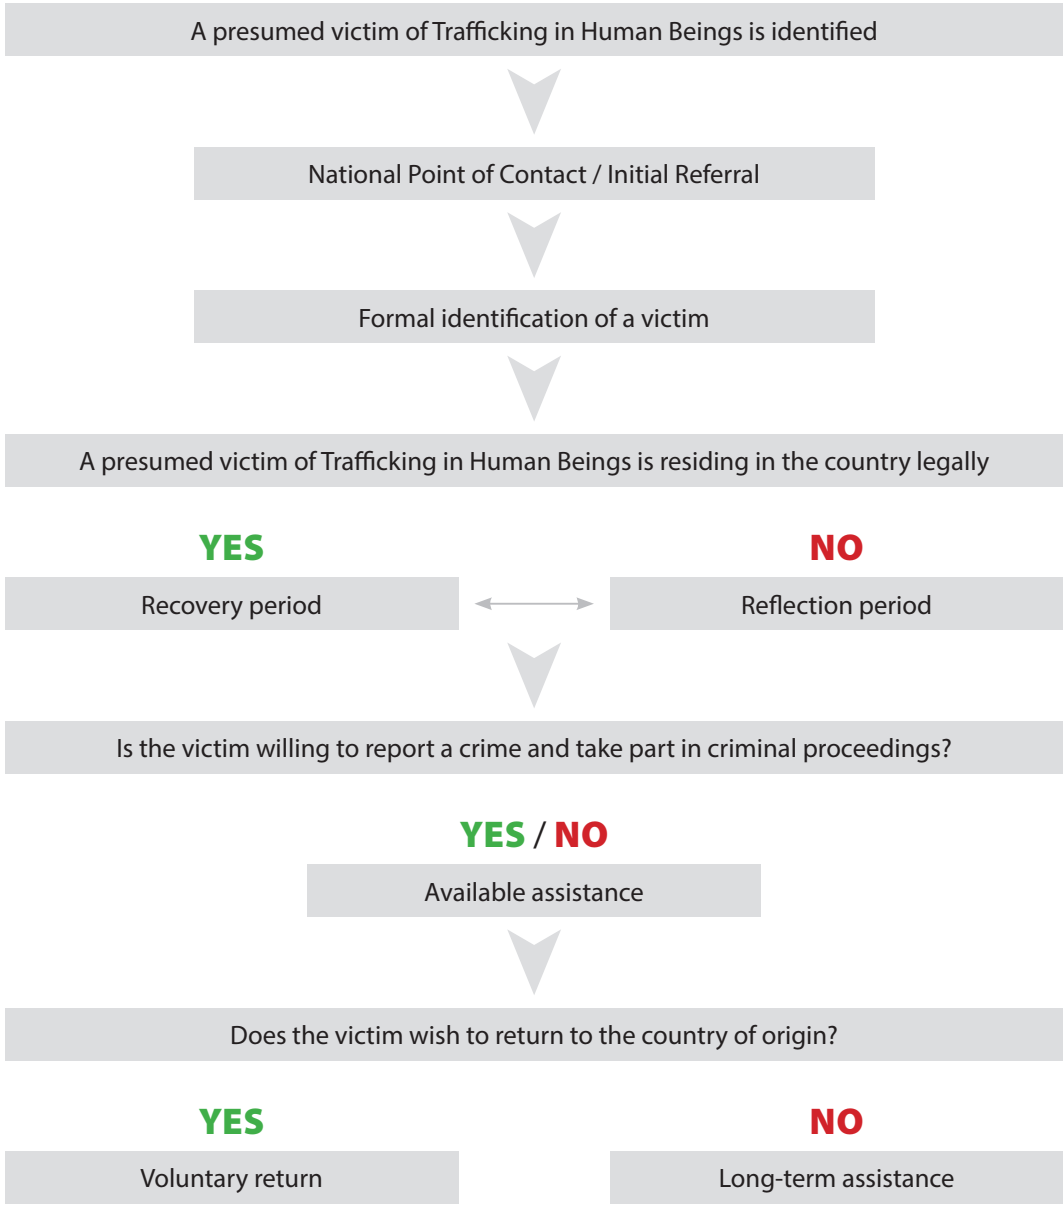 A presumed victim of Trafficking in Human Beings is identified
National Point of Contact / Initial Referral
Formal identification of a victim
A presumed victim of Trafficking in Human Beings is residing in the country legally
YES
NO
Recovery period
Reflection period
Is the victim willing to report a crime and take part in criminal proceedings?
YES / NO
Available assistance
Does the victim wish to return to the country of origin?
YES
NO
Voluntary return
Long-term assistance